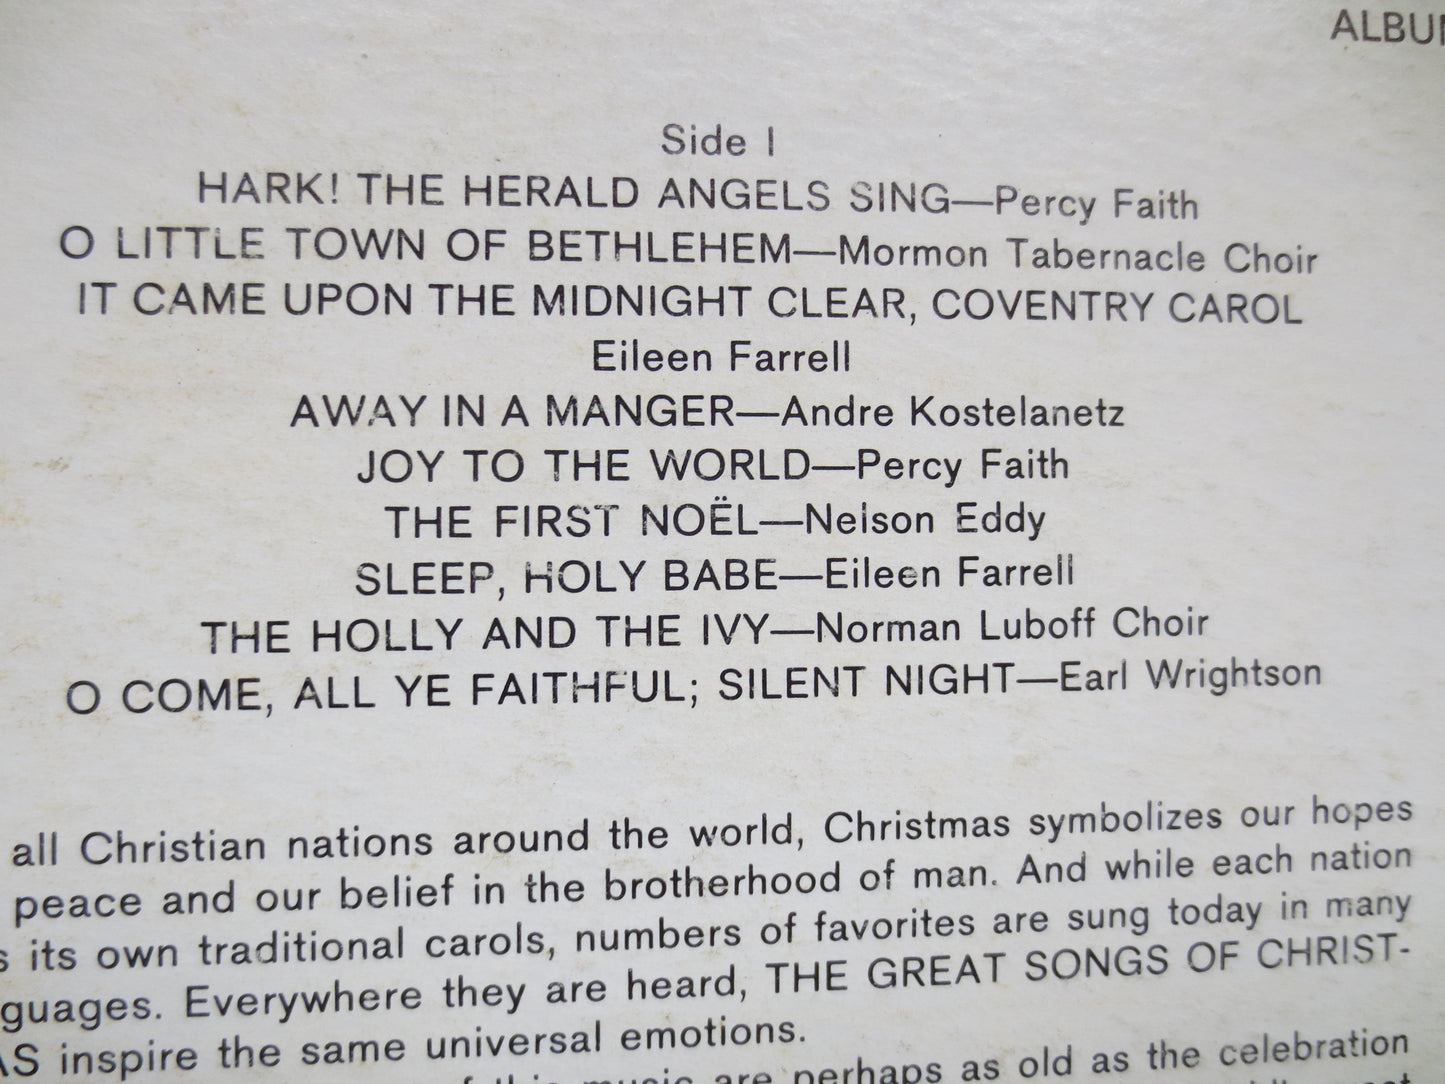 Side I
HARK! THE HERALD ANGELS SING—Percy Faith
O LITTLE TOWN OF BETHLEHEM—Mormon Tabernacle Choir
IT CAME UPON THE MIDNIGHT CLEAR, COVENTRY CAROL
Eileen Farrell
AWAY IN A MANGER—Andre Kostelanetz
JOY TO THE WORLD—Percy Faith
THE FIRST NOËL—Nelson Eddy
SLEEP, HOLY BABE—Eileen Farrell
THE HOLLY AND THE IVY—Norman Luboff Choir
O COME, ALL YE FAITHFUL; SILENT NIGHT—Earl Wrightson
all Christian nations around the world, Christmas symbolizes our hopes
peace and our belief in the brotherhood of man. And while each nation
its own traditional carols, numbers of favorites are sung today in many
guages. Everywhere they are heard, THE GREAT SONGS OF CHRIST-
AS inspire the same universal emotions.
this music are perhaps as old as the celebration